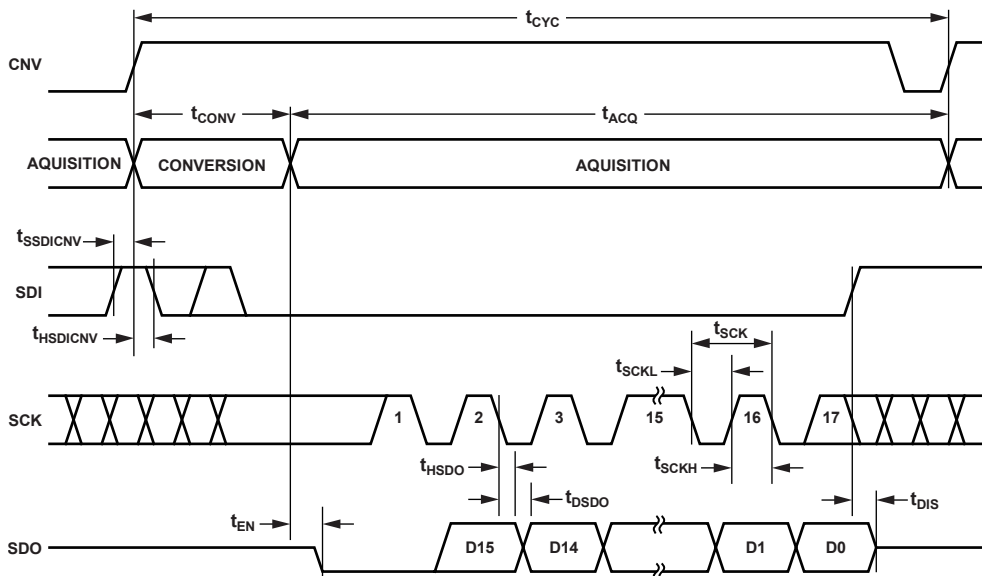 tCYC
CNV
tCONV
tACQ
AQUISITION
CONVERSION
AQUISITION
tSSDICNV
SDI
tHSDICNV
tSCK
tSCKL
SCK
1
2
3
15
16
17
tHSDO
tSCKH
tDSDO
tEN
tDIS
SDO
D15
D14
D1
D0